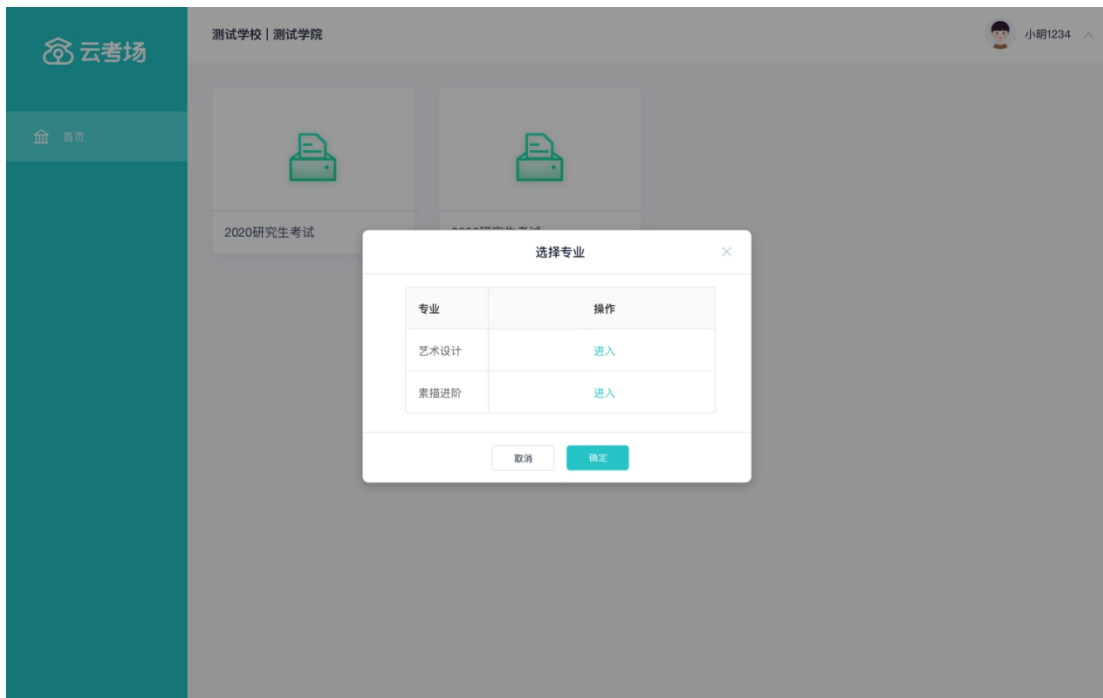 云考场
测试学校 | 测试学院
小明1234
首页
2020研究生考试
选择专业
专业 操作
艺术设计 进入
素描进阶 进入
取消 确定